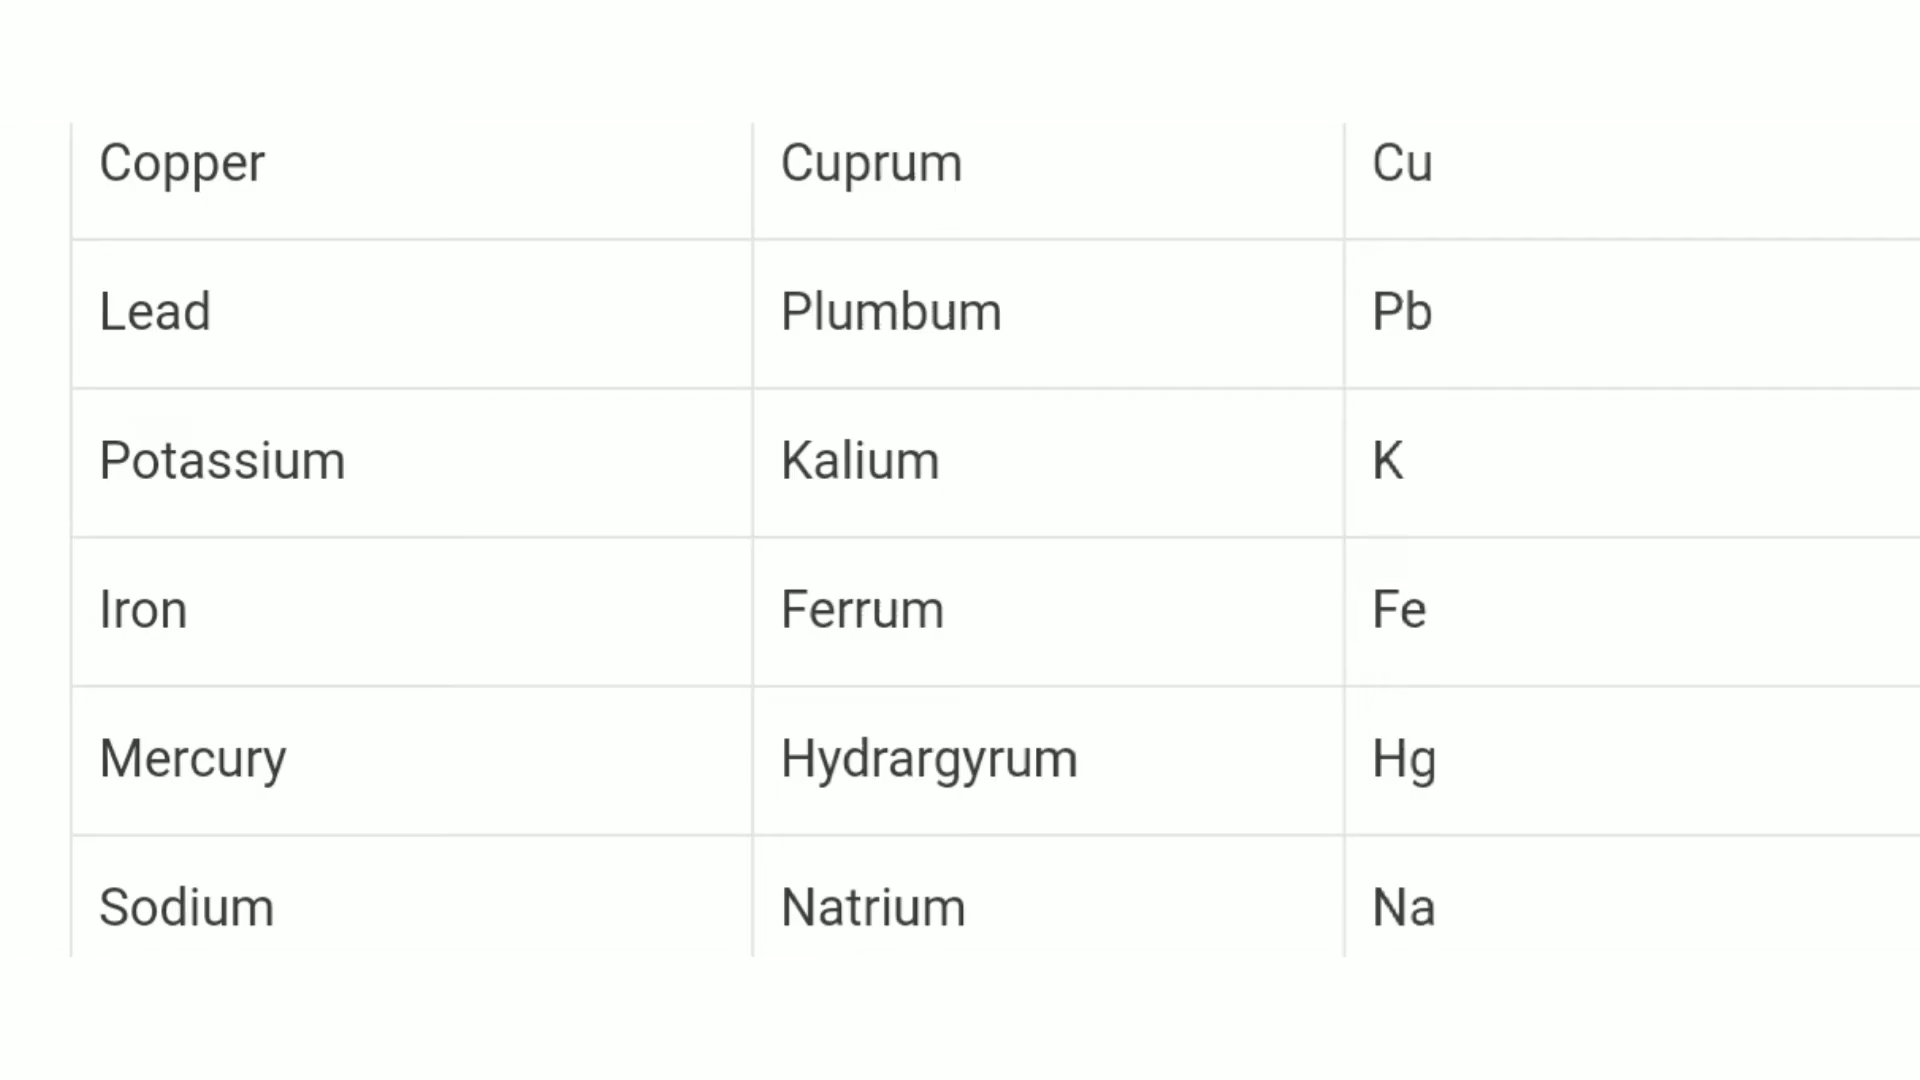 Copper Cuprum Cu
Lead Plumbum Pb
Potassium Kalium K
Iron Ferrum Fe
Mercury Hydrargyrum Hg
Sodium Natrium Na